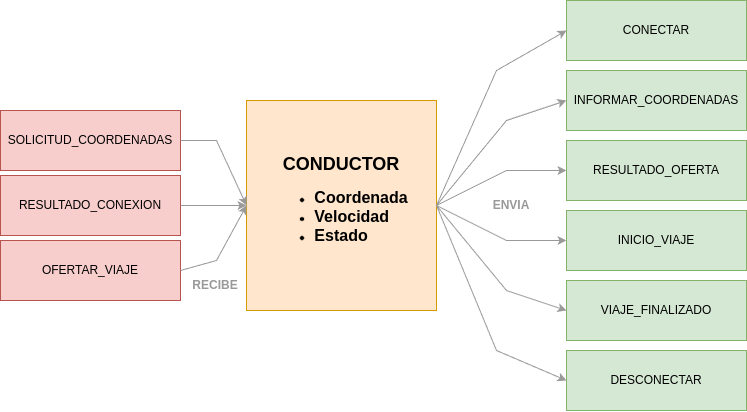 SOLICITUD_COORDENADAS
RESULTADO_CONEXION
OFERTAR_VIAJE
RECIBE
CONDUCTOR
• Coordenada
• Velocidad
• Estado
ENVIA
CONECTAR
INFORMAR_COORDENADAS
RESULTADO_OFERTA
INICIO_VIAJE
VIAJE_FINALIZADO
DESCONECTAR